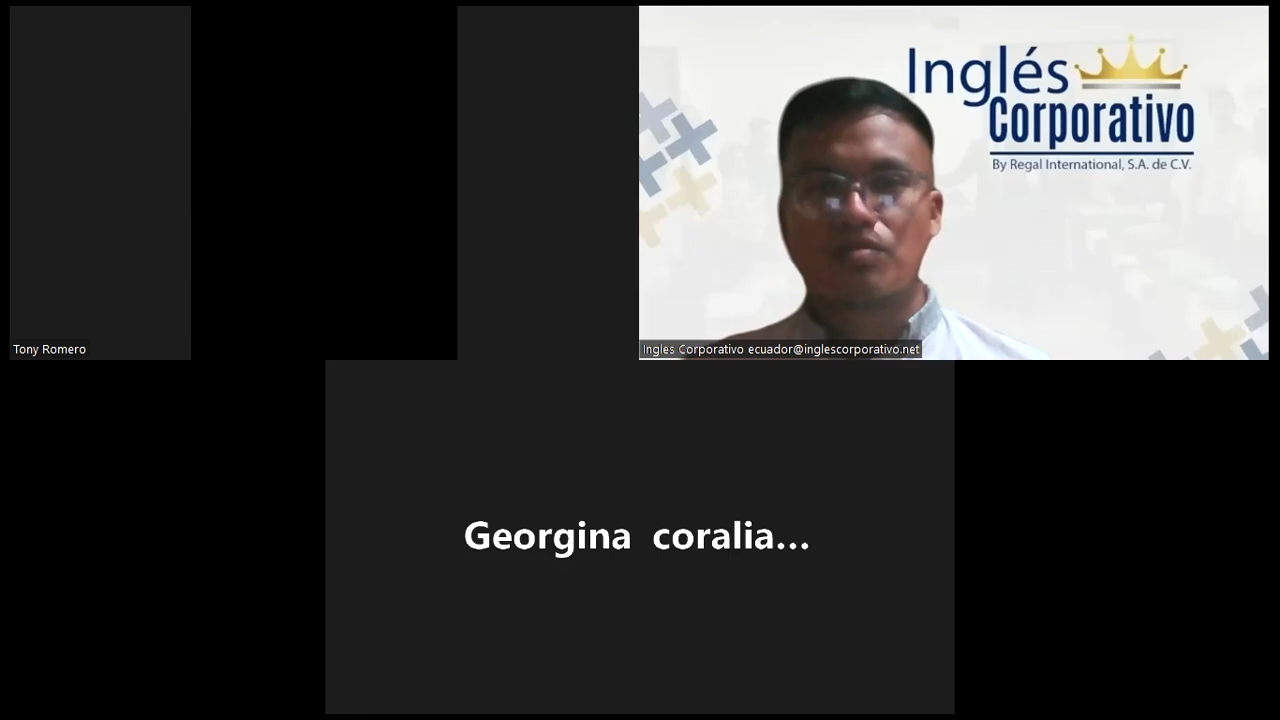 Inglés
Corporativo
By Regal International, S.A. de C.V.
Tony Romero
Ingles Corporativo ecuador@inglescorporativo.net
Georgina coralia...